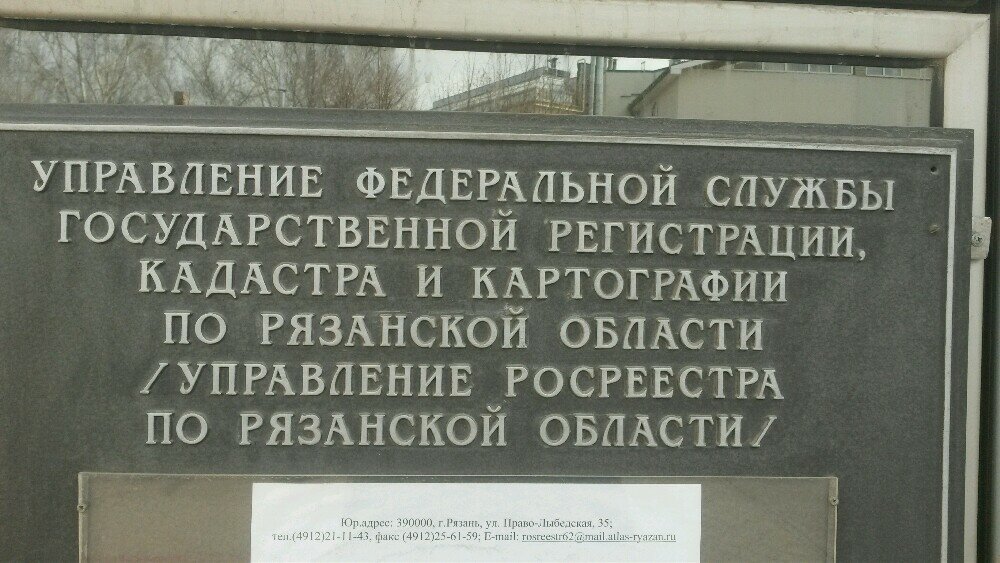 УПРАВЛЕНИЕ ФЕДЕРАЛЬНОЙ СЛУЖБЫ
ГОСУДАРСТВЕННОЙ РЕГИСТРАЦИИ,
КАДАСТРА И КАРТОГРАФИИ
ПО РЯЗАНСКОЙ ОБЛАСТИ
/УПРАВЛЕНИЕ РОСРЕЕСТРА
ПО РЯЗАНСКОЙ ОБЛАСТИ/
Юр.адрес: 390000, г.Рязань, ул. Право-Лыбедская, 35;
тел.(4912)21-11-43, факс (4912)25-61-59; E-mail: rosreestr62@mail.atlas-ryazan.ru